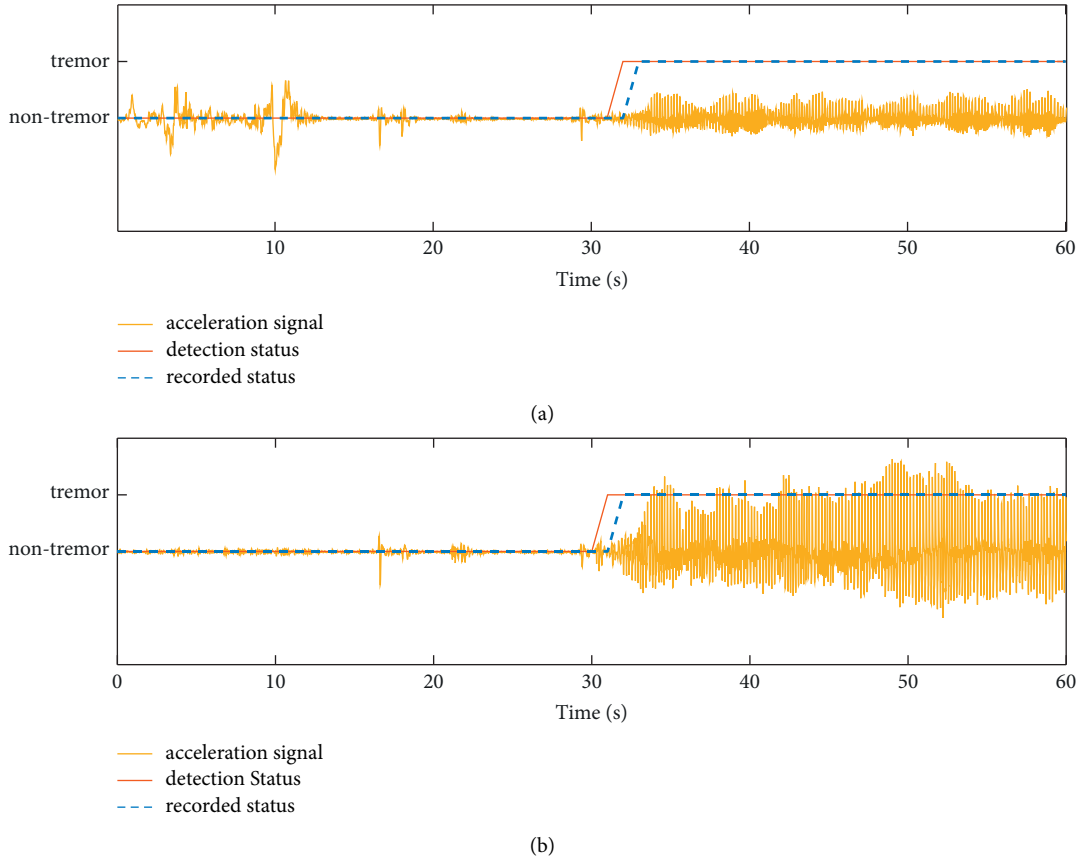 tremor
non-tremor
10 20 30 40 50 60
Time (s)
acceleration signal
detection status
recorded status
(a)
tremor
non-tremor
0 10 20 30 40 50 60
Time (s)
acceleration signal
detection Status
recorded status
(b)